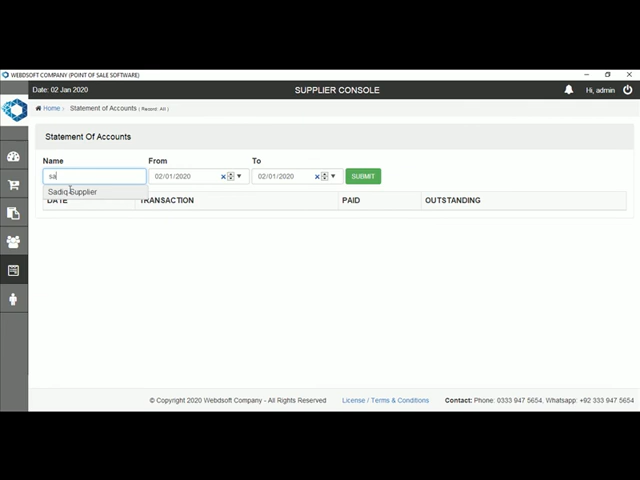 WEBDSOFT COMPANY (POINT OF SALE SOFTWARE)
Date: 02 Jan 2020 SUPPLIER CONSOLE Hi, admin
Home › Statement of Accounts ( Record: All )
Statement Of Accounts
Name From To
sa 02/01/2020 02/01/2020 SUBMIT
Sadiq Supplier
DATE TRANSACTION PAID OUTSTANDING
© Copyright 2020 Webdsoft Company - All Rights Reserved License / Terms & Conditions Contact: Phone: 0333 947 5654. Whatsapp: +92 333 947 5654